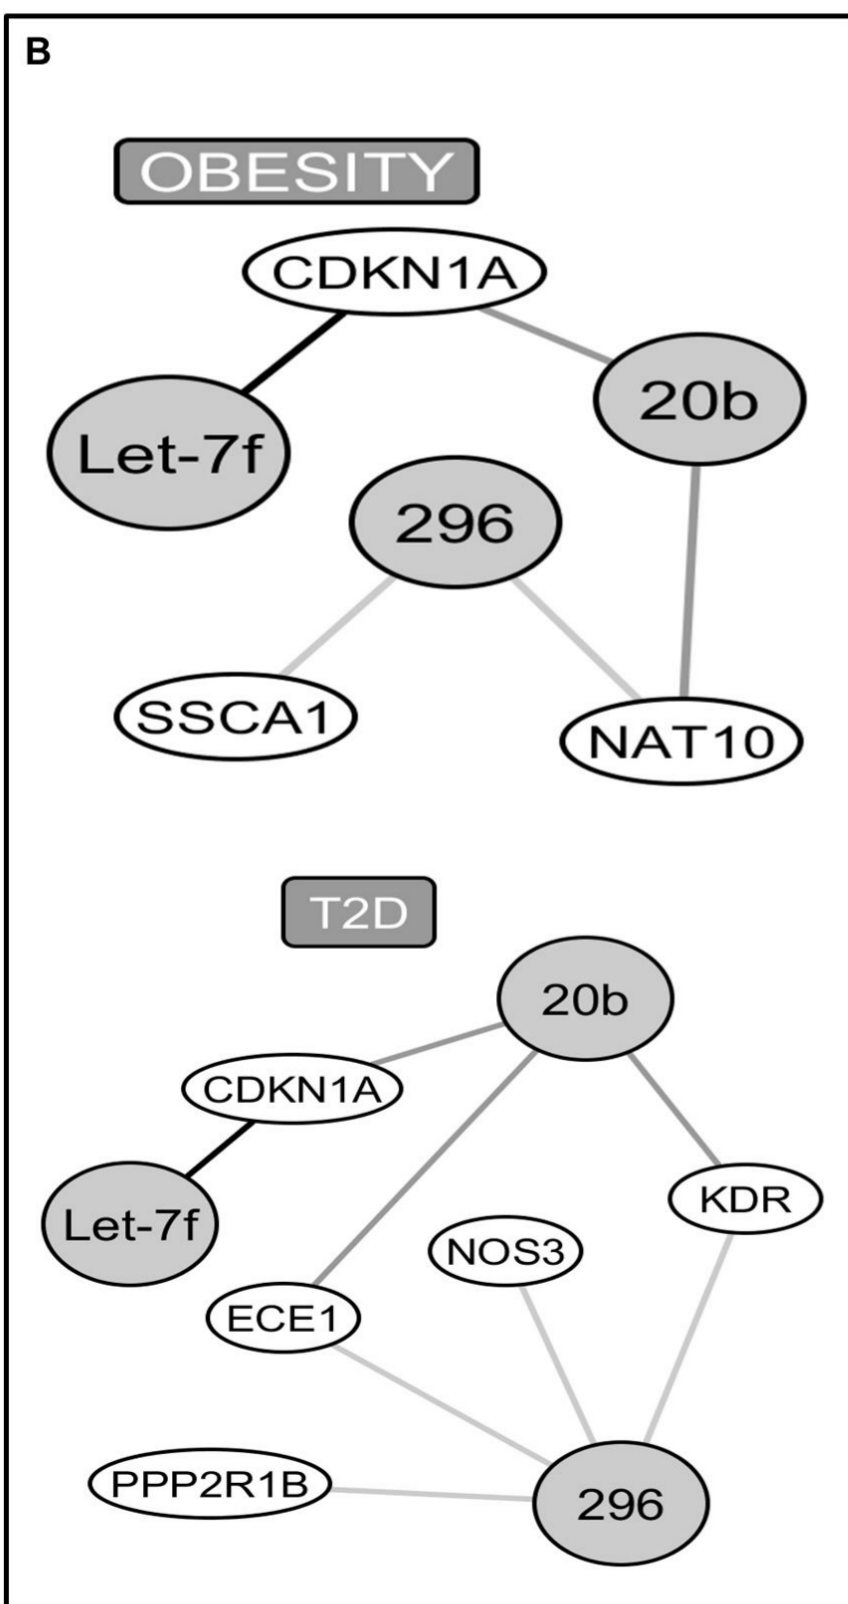 B
OBESITY
CDKN1A
20b
Let-7f
296
SSCA1
NAT10
T2D
20b
CDKN1A
KDR
Let-7f
NOS3
ECE1
PPP2R1B
296